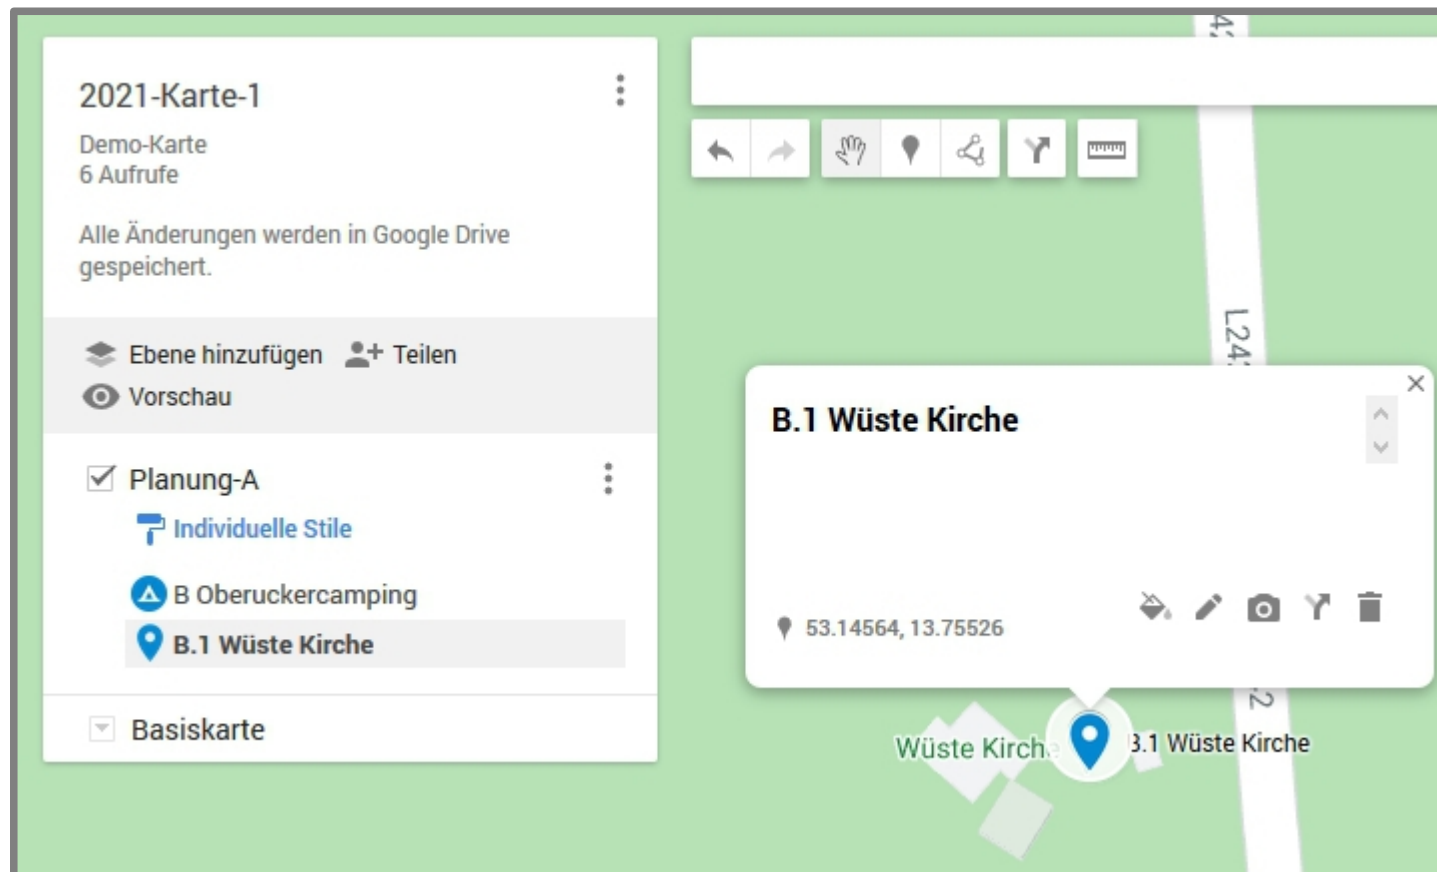 2021-Karte-1
Demo-Karte
6 Aufrufe
Alle Änderungen werden in Google Drive
gespeichert.
Ebene hinzufügen Teilen
Vorschau
Planung-A
Individuelle Stile
B Oberuckercamping
B.1 Wüste Kirche
Basiskarte
L24
B.1 Wüste Kirche
53.14564, 13.75526
2
Wüste Kirch
B.1 Wüste Kirche